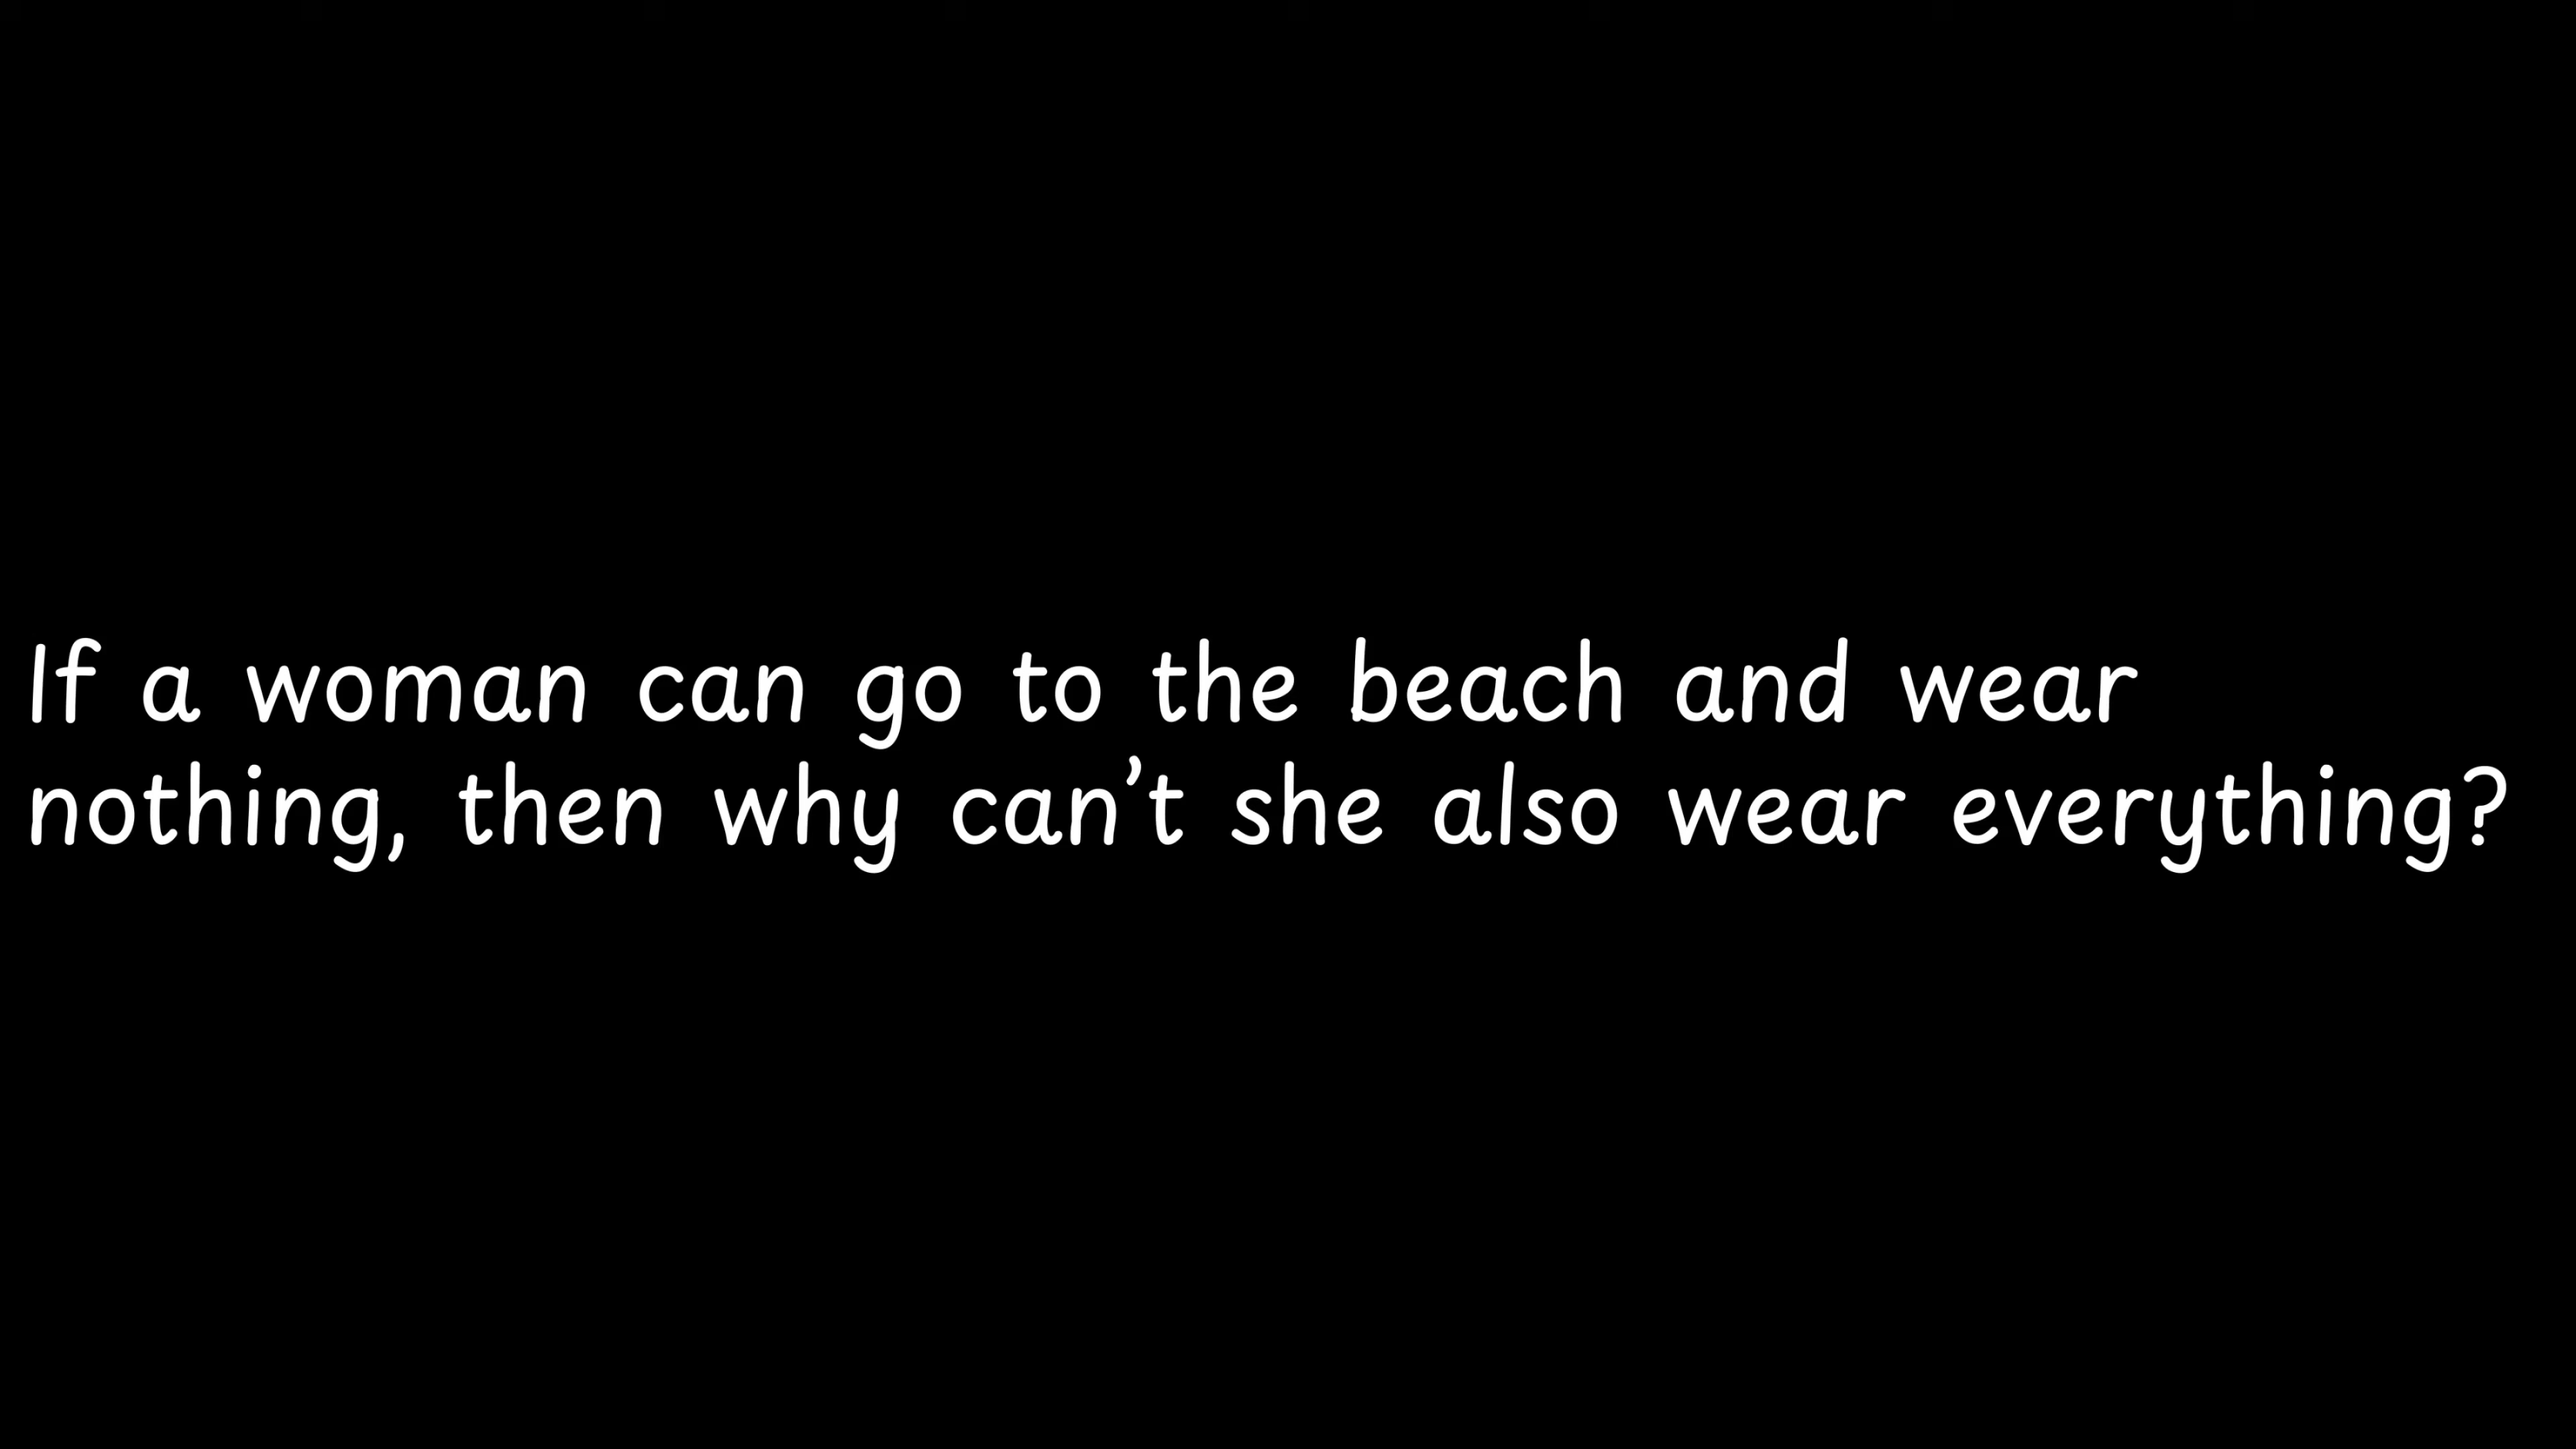 If a woman can go to the beach and wear
nothing, then why can’t she also wear everything?